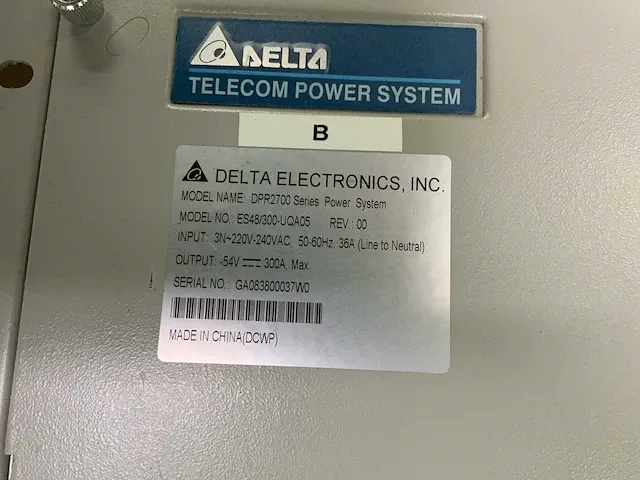 DELTA
TELECOM POWER SYSTEM
B
DELTA ELECTRONICS, INC.
MODEL NAME: DPR2700 Series Power System
MODEL NO.: ES48/300-UQA05 REV.: 00
INPUT: 3N~220V-240VAC, 50-60Hz, 36A (Line to Neutral)
OUTPUT: -54V ⎓ 300A, Max.
SERIAL NO.: GA083800037W0
MADE IN CHINA(DCWP)